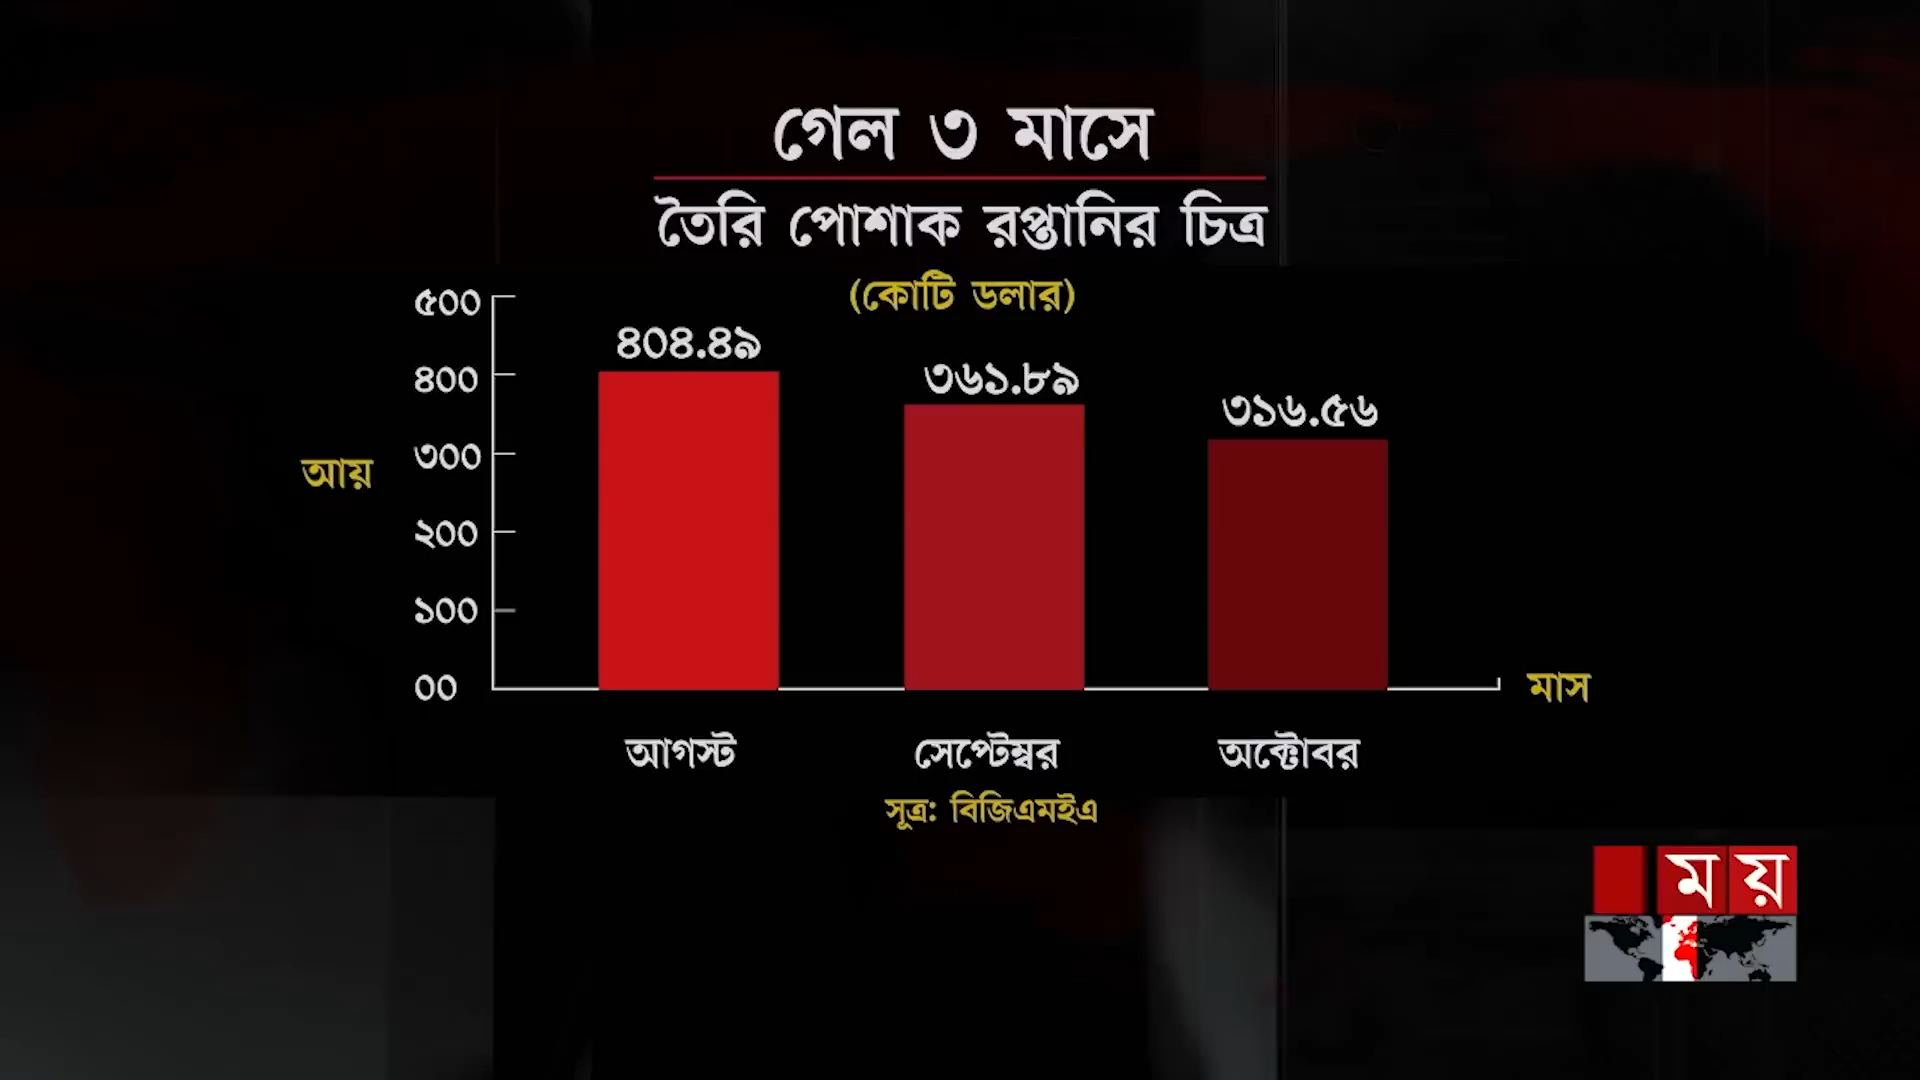 গেল ৩ মাসে
তৈরি পোশাক রপ্তানির চিত্র
(কোটি ডলার)
৫০০
৪০০
৩০০
২০০
১০০
০০
আয়
৪০৪.৪৯
৩৬১.৮৯
৩১৬.৫৬
মাস
আগস্ট
সেপ্টেম্বর
অক্টোবর
সূত্র: বিজিএমইএ
ময়